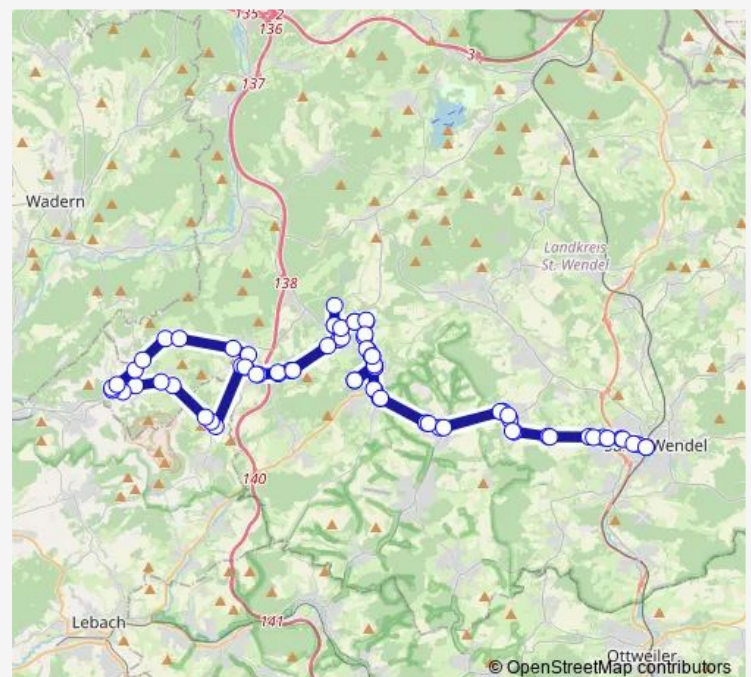 135
2
136
3
137
Wadern
Landkreis
St. Wendel
138
Wendel
140
Lebach
141
Ottweiler
© OpenStreetMap contributors